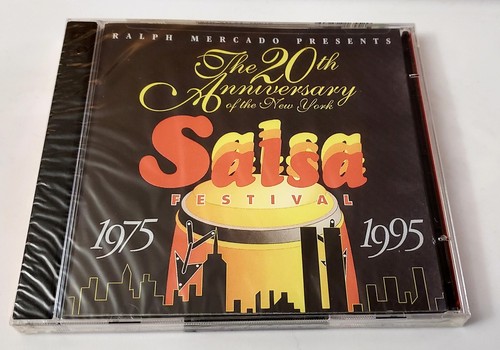 RALPH MERCADO PRESENTS
The 20th
Anniversary
of the New York
Salsa
FESTIVAL
1975
1995